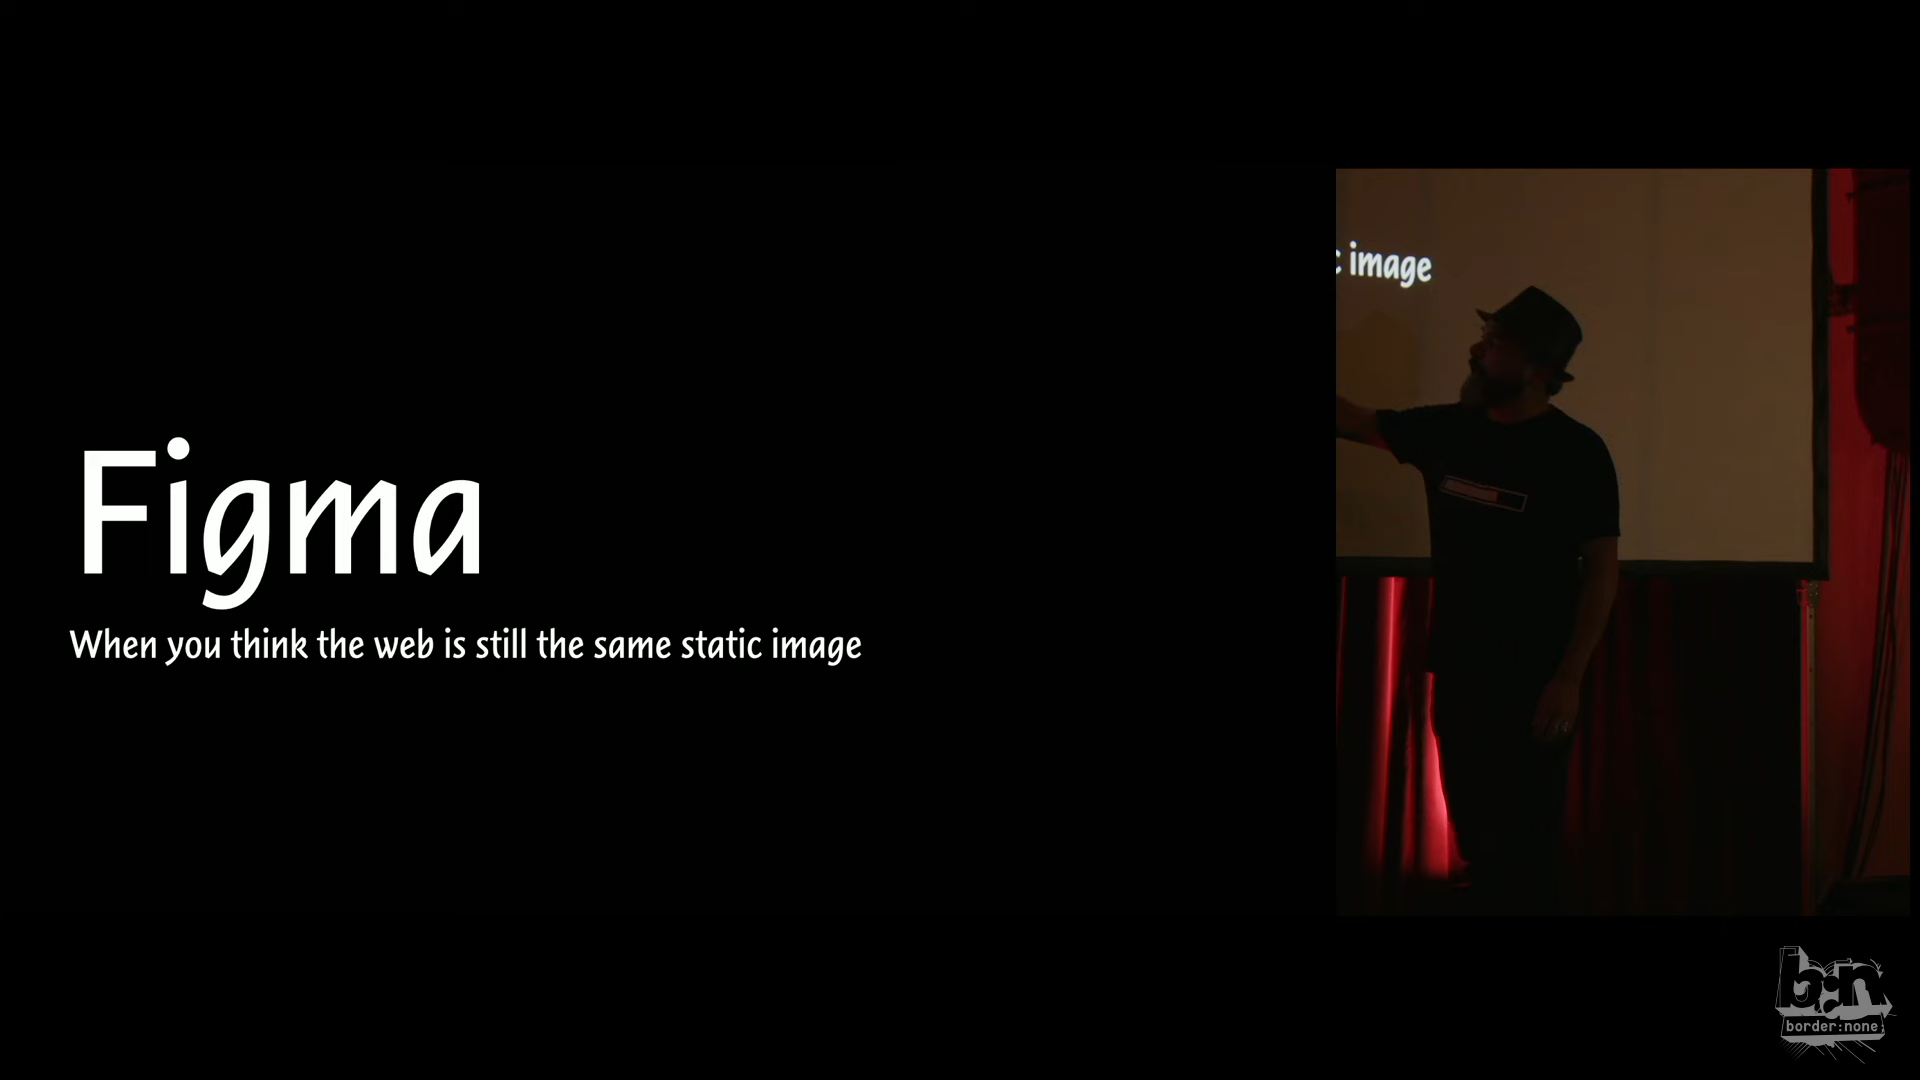 Figma
When you think the web is still the same static image
c image
b:n
border:none;